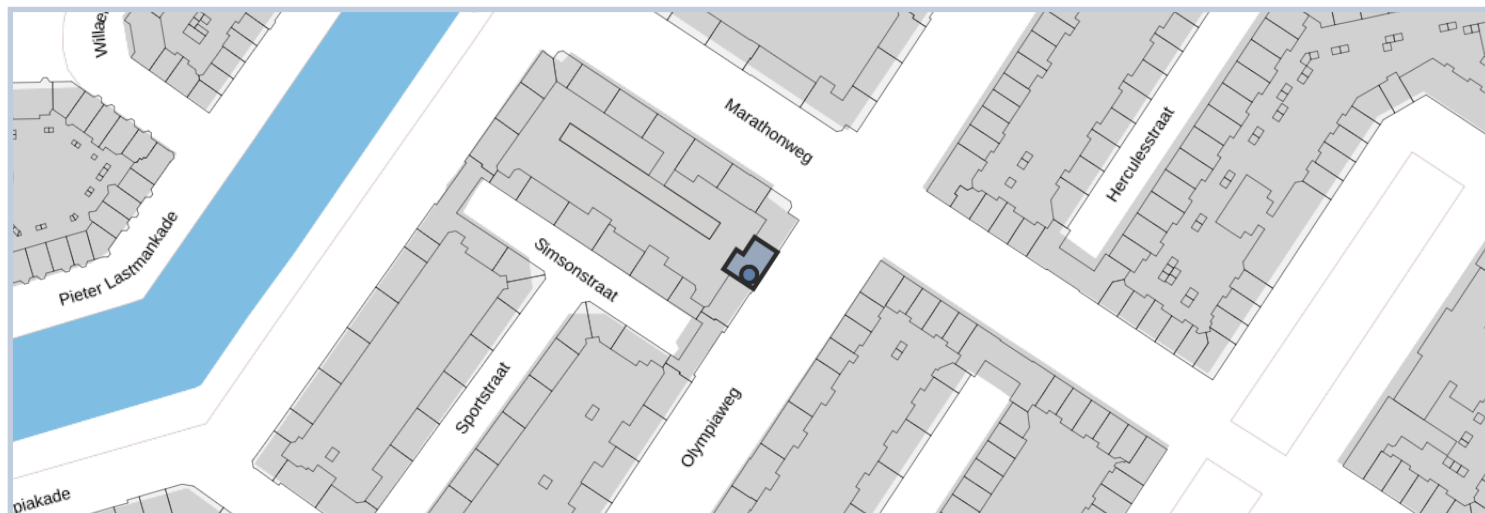 Marathonweg
Herculesstraat
Pieter Lastmankade
Simsonstraat
Sportstraat
Olympiaweg